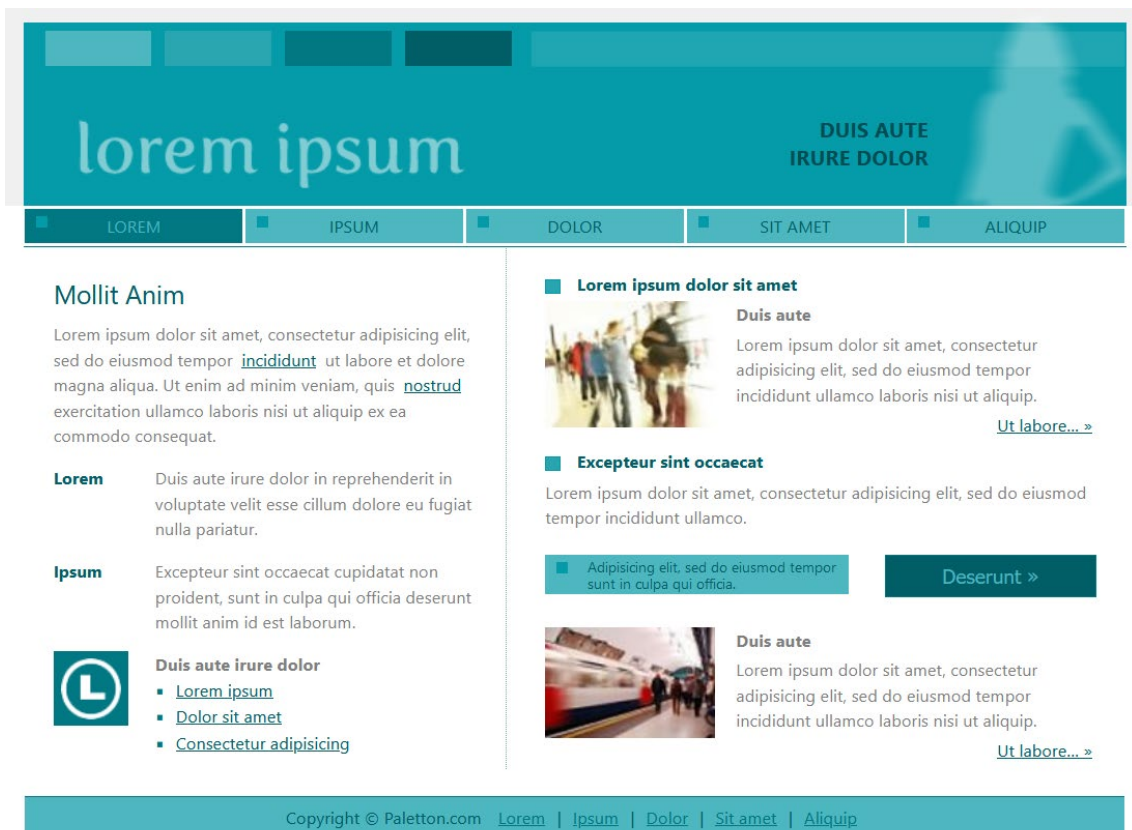 lorem ipsum
DUIS AUTE
IRURE DOLOR
LOREM
IPSUM
DOLOR
SIT AMET
ALIQUIP
Mollit Anim
Lorem ipsum dolor sit amet, consectetur adipisicing elit,
sed do eiusmod tempor incididunt ut labore et dolore
magna aliqua. Ut enim ad minim veniam, quis nostrud
exercitation ullamco laboris nisi ut aliquip ex ea
commodo consequat.
Lorem
Duis aute irure dolor in reprehenderit in
voluptate velit esse cillum dolore eu fugiat
nulla pariatur.
Ipsum
Excepteur sint occaecat cupidatat non
proident, sunt in culpa qui officia deserunt
mollit anim id est laborum.
L
Duis aute irure dolor
Lorem ipsum
Dolor sit amet
Consectetur adipisicing
Lorem ipsum dolor sit amet
Duis aute
Lorem ipsum dolor sit amet, consectetur
adipisicing elit, sed do eiusmod tempor
incididunt ullamco laboris nisi ut aliquip.
Ut labore... »
Excepteur sint occaecat
Lorem ipsum dolor sit amet, consectetur adipisicing elit, sed do eiusmod
tempor incididunt ullamco.
Adipisicing elit, sed do eiusmod tempor
sunt in culpa qui officia.
Deserunt »
Duis aute
Lorem ipsum dolor sit amet, consectetur
adipisicing elit, sed do eiusmod tempor
incididunt ullamco laboris nisi ut aliquip.
Ut labore... »
Copyright © Paletton.com Lorem | Ipsum | Dolor | Sit amet | Aliquip